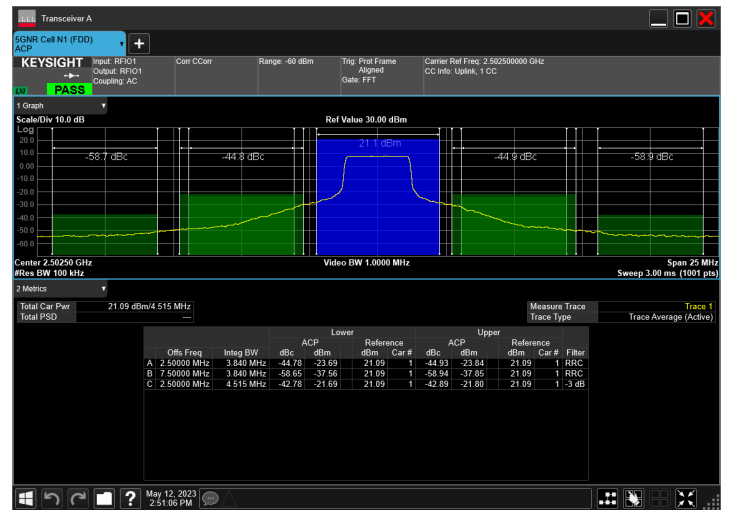 Transceiver A
5GNR Cell N1 (FDD)
ACP
KEYSIGHT
LXI
PASS
Input: RFIO1
Output: RFIO1
Coupling: AC
Corr CCorr
Range: -60 dBm
Trig: Prot Frame
Aligned
Gate: FFT
Carrier Ref Freq: 2.502500000 GHz
CC Info: Uplink, 1 CC
1 Graph
Scale/Div 10.0 dB
Ref Value 30.00 dBm
Log
20.0
10.0
0.00
-10.0
-20.0
-30.0
-40.0
-50.0
-60.0
-58.7 dBc
-44.8 dBc
21.1 dBm
-44.9 dBc
-58.9 dBc
Center 2.50250 GHz
#Res BW 100 kHz
Video BW 1.0000 MHz
Span 25 MHz
Sweep 3.00 ms (1001 pts)
2 Metrics
Total Car Pwr 21.09 dBm/4.515 MHz
Total PSD ---
Measure Trace Trace 1
Trace Type Trace Average (Active)
Lower Upper
ACP Reference ACP Reference
Offs Freq Integ BW dBc dBm dBm Car # dBc dBm dBm Car # Filter
A 2.50000 MHz 3.840 MHz -44.78 -23.69 21.09 1 -44.93 -23.84 21.09 1 RRC
B 7.50000 MHz 3.840 MHz -58.65 -37.56 21.09 1 -58.94 -37.85 21.09 1 RRC
C 2.50000 MHz 4.515 MHz -42.78 -21.69 21.09 1 -42.89 -21.80 21.09 1 -3 dB
May 12, 2023
2:51:06 PM